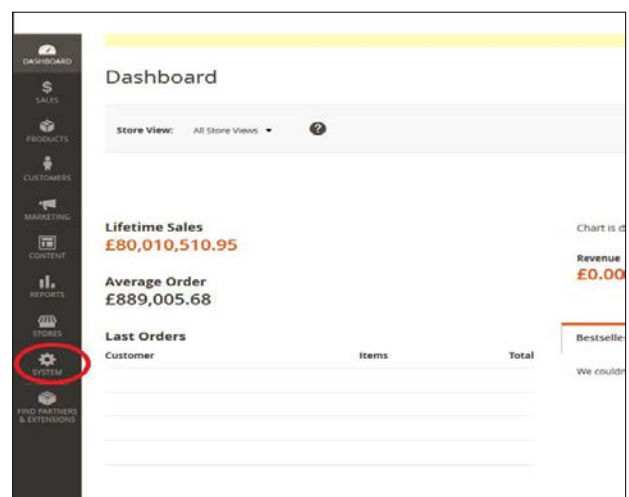 DASHBOARD
$
SALES
PRODUCTS
CUSTOMERS
MARKETING
CONTENT
REPORTS
STORES
SYSTEM
FIND PARTNERS
& EXTENSIONS
Dashboard
Store View: All Store Views ?
Lifetime Sales
£80,010,510.95
Average Order
£889,005.68
Last Orders
Customer Items Total
Chart is d
Revenue
£0.00
Bestselle
We couldn